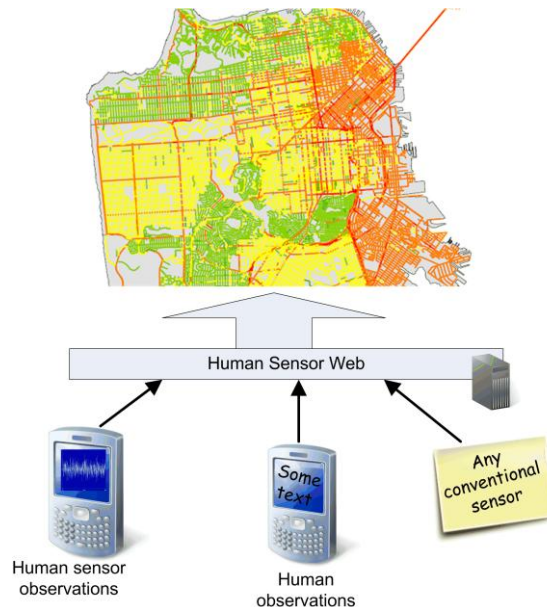 Human Sensor Web
Some
text
Any
conventional
sensor
Human sensor
observations
Human
observations